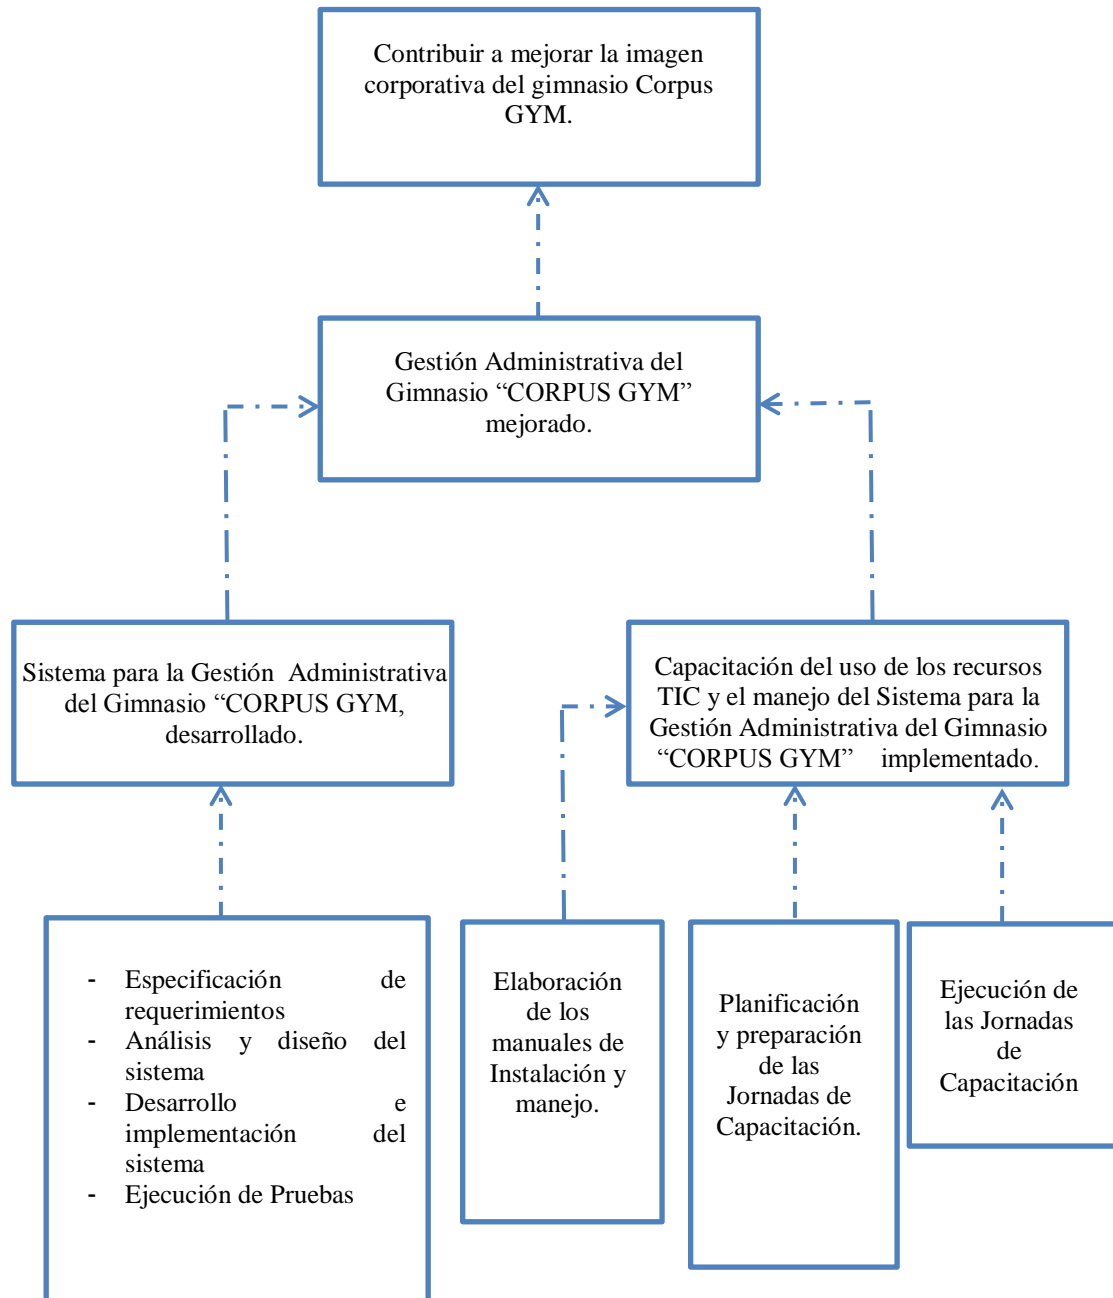 Contribuir a mejorar la imagen
corporativa del gimnasio Corpus
GYM.
Gestión Administrativa del
Gimnasio “CORPUS GYM”
mejorado.
Sistema para la Gestión Administrativa
del Gimnasio “CORPUS GYM,
desarrollado.
Capacitación del uso de los recursos
TIC y el manejo del Sistema para la
Gestión Administrativa del Gimnasio
“CORPUS GYM” implementado.
- Especificación de
requerimientos
- Análisis y diseño del
sistema
- Desarrollo e
implementación del
sistema
- Ejecución de Pruebas
Elaboración
de los
manuales de
Instalación y
manejo.
Planificación
y preparación
de las
Jornadas de
Capacitación.
Ejecución de
las Jornadas
de
Capacitación